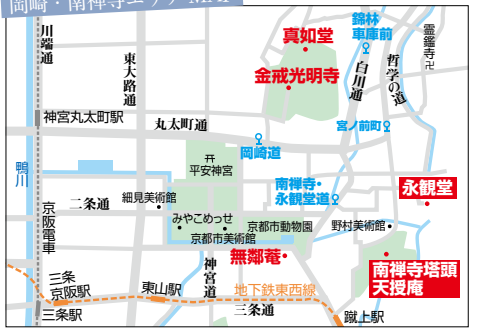 岡崎・南禅寺エリアMAP
川端通
東大路通
真如堂
金戒光明寺
錦林
車庫前
白川通
哲学の道
霊鑑寺卍
神宮丸太町駅
丸太町通
宮ノ前町
岡崎道
鴨川
平安神宮
南禅寺・
永観堂道
永観堂
二条通
細見美術館
みやこめっせ
京都市動物園
野村美術館
京都市美術館
京阪電車
神宮道
無鄰菴
南禅寺塔頭
天授庵
三条
京阪駅
東山駅
地下鉄東西線
三条通
三条駅
蹴上駅